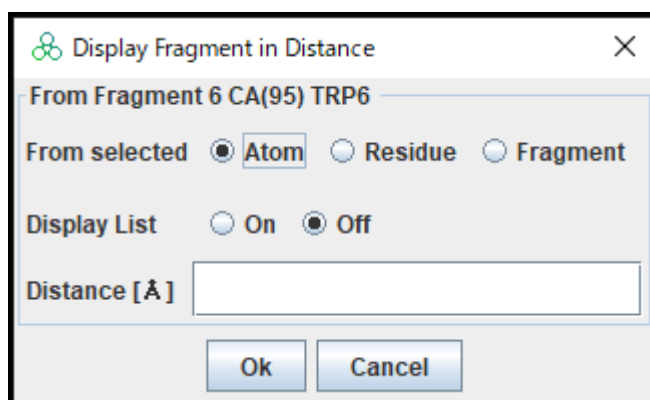 Display Fragment in Distance
From Fragment 6 CA(95) TRP6
From selected Atom Residue Fragment
Display List On Off
Distance [Å]
Ok Cancel